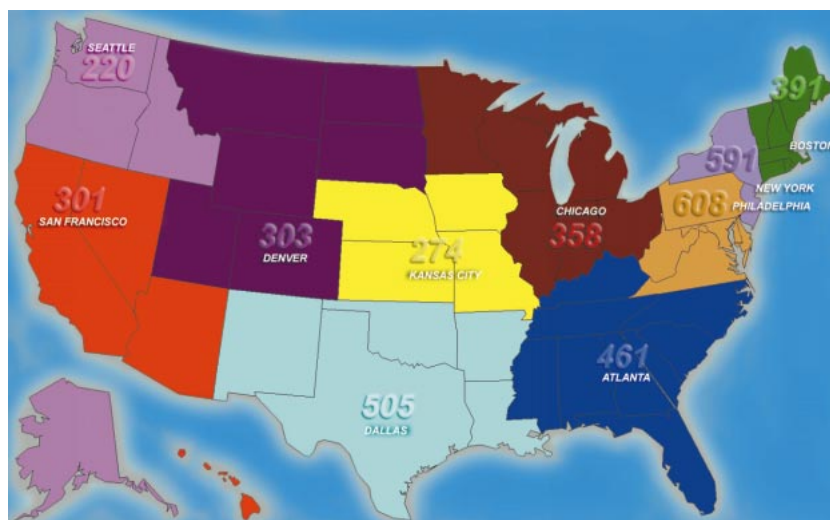 SEATTLE
220
391
BOSTON
591
NEW YORK
608
PHILADELPHIA
301
SAN FRANCISCO
CHICAGO
358
303
DENVER
274
KANSAS CITY
461
ATLANTA
505
DALLAS